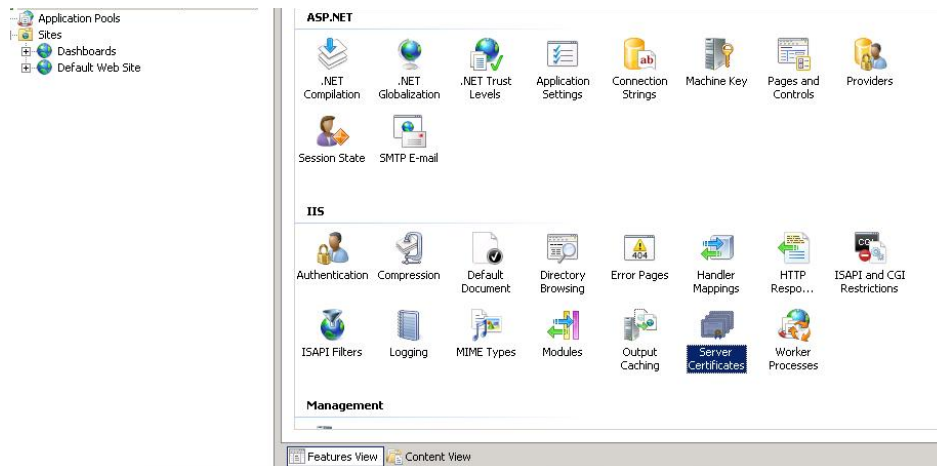 Application Pools
Sites
Dashboards
Default Web Site
ASP.NET
.NET Compilation
.NET Globalization
.NET Trust Levels
Application Settings
Connection Strings
Machine Key
Pages and Controls
Providers
Session State
SMTP E-mail
IIS
Authentication
Compression
Default Document
Directory Browsing
Error Pages
Handler Mappings
HTTP Respo...
ISAPI and CGI Restrictions
ISAPI Filters
Logging
MIME Types
Modules
Output Caching
Server Certificates
Worker Processes
Management
Features View
Content View